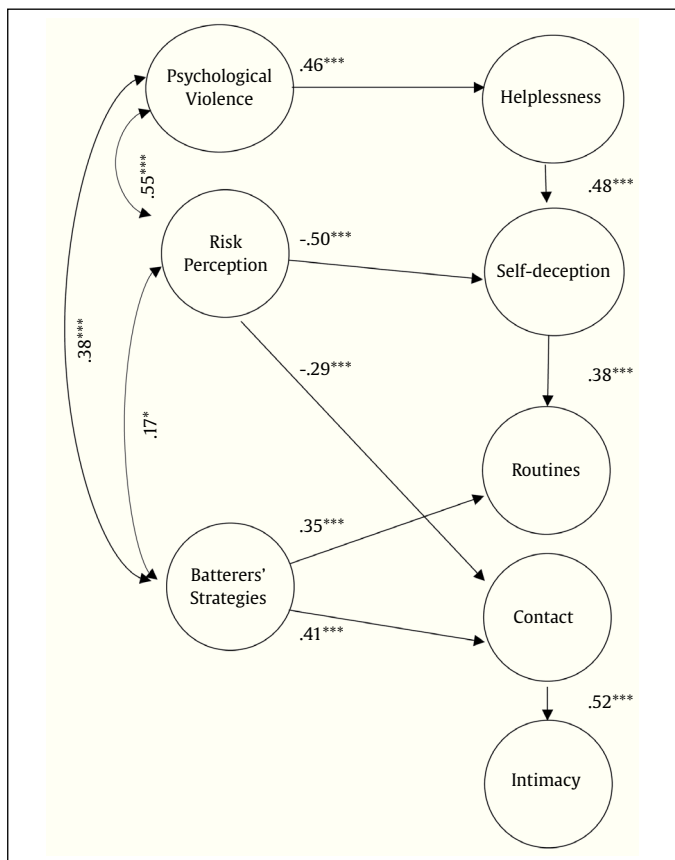 Psychological
Violence
.46***
Helplessness
.55***
.48***
Risk
Perception
-.50***
Self-deception
.38***
-.29***
.38***
.17*
Routines
.35***
Batterers'
Strategies
.41***
Contact
.52***
Intimacy